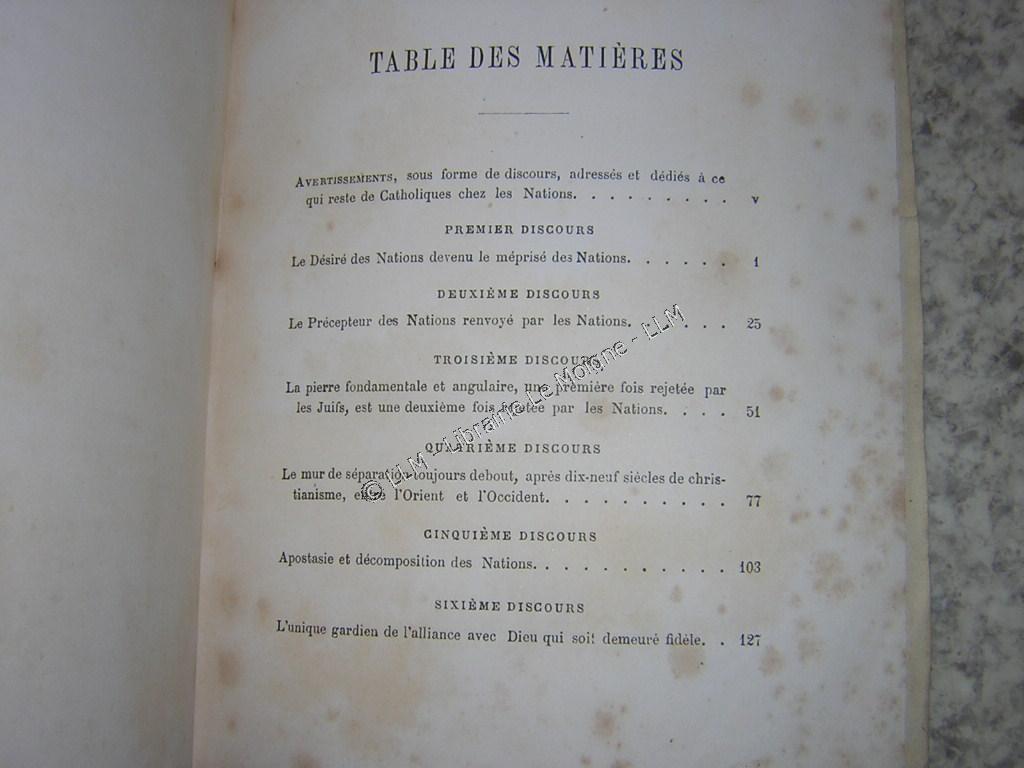 TABLE DES MATIÈRES
AVERTISSEMENTS, sous forme de discours, adressés et dédiés à ce
qui reste de Catholiques chez les Nations. . . . . . . . . v
PREMIER DISCOURS
Le Désiré des Nations devenu le méprisé des Nations. . . . . . 1
DEUXIÈME DISCOURS
Le Précepteur des Nations renvoyé par les Nations. . . . . . 25
TROISIÈME DISCOURS
La pierre fondamentale et angulaire, une première fois rejetée par
les Juifs, est une deuxième fois rejetée par les Nations. . . . 51
QUATRIÈME DISCOURS
Le mur de séparation toujours debout, après dix-neuf siècles de chris-
tianisme, entre l'Orient et l'Occident. . . . . . . . . . . 77
CINQUIÈME DISCOURS
Apostasie et décomposition des Nations. . . . . . . . . . . 103
SIXIÈME DISCOURS
L'unique gardien de l'alliance avec Dieu qui soit demeuré fidèle. . . 127
© LLM - Librairie Le Moigne - LLM